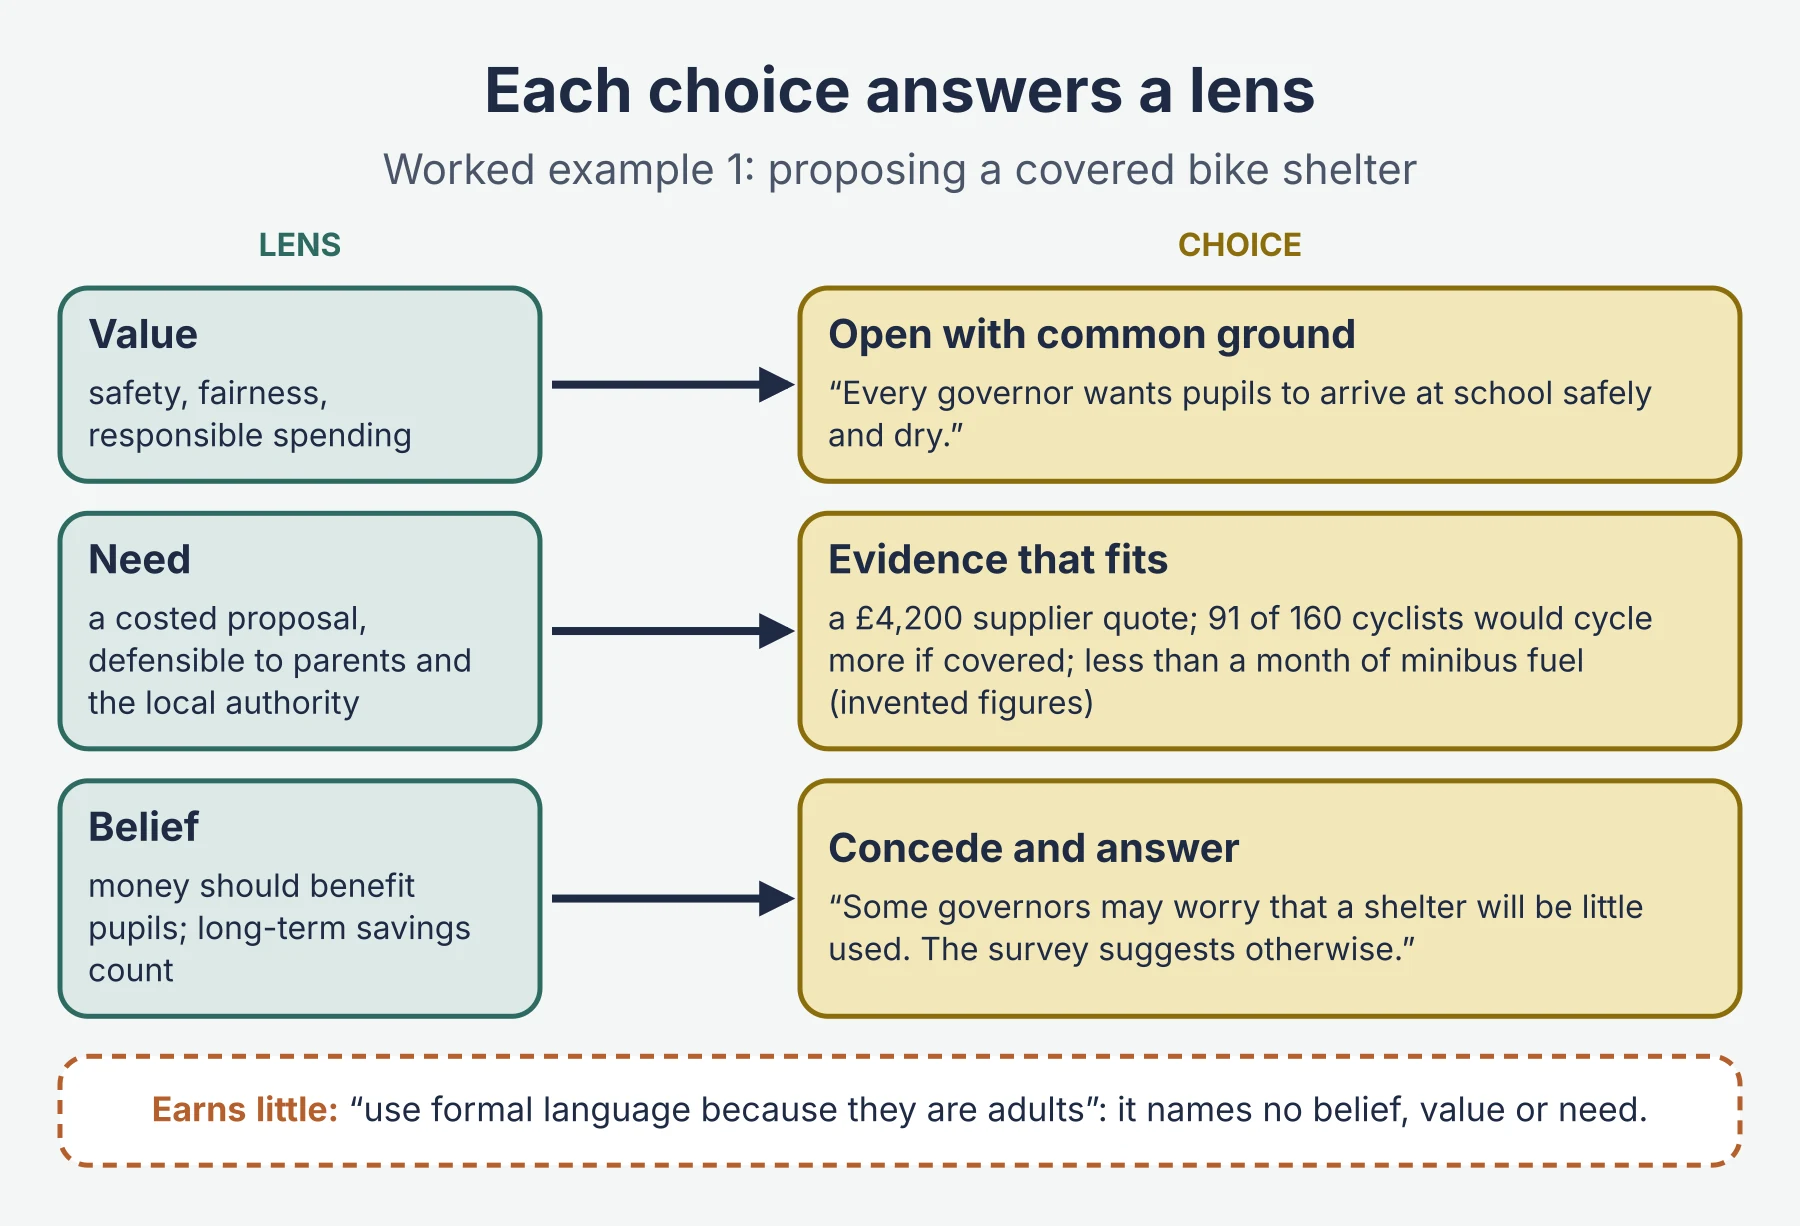 Each choice answers a lens
Worked example 1: proposing a covered bike shelter
LENS
CHOICE
Value
safety, fairness,
responsible spending
Open with common ground
“Every governor wants pupils to arrive at school safely
and dry.”
Need
a costed proposal,
defensible to parents and
the local authority
Evidence that fits
a £4,200 supplier quote; 91 of 160 cyclists would cycle
more if covered; less than a month of minibus fuel
(invented figures)
Belief
money should benefit
pupils; long-term savings
count
Concede and answer
“Some governors may worry that a shelter will be little
used. The survey suggests otherwise.”
Earns little: “use formal language because they are adults”: it names no belief, value or need.